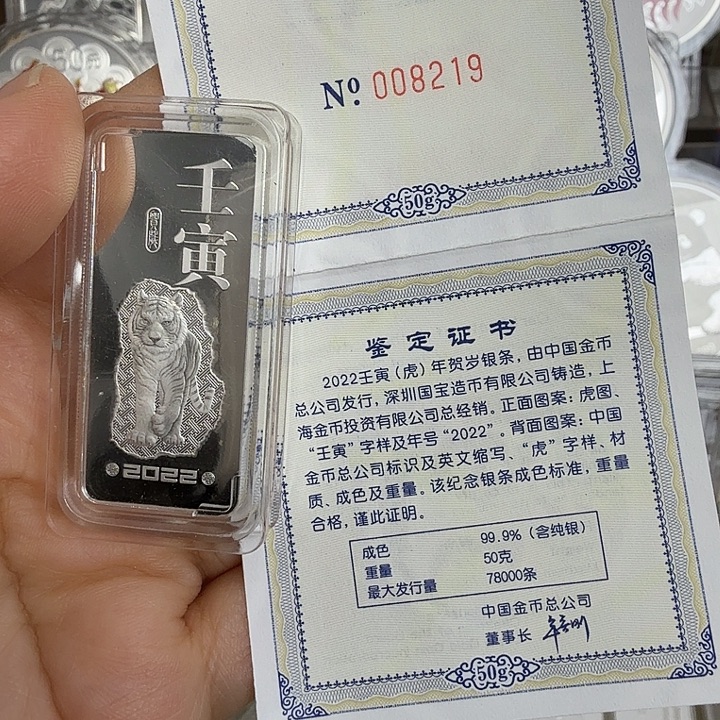 壬寅
2022
50元
Nº 008219
50g
鉴定证书
2022壬寅（虎）年贺岁银条，由中国金币
总公司发行，深圳国宝造币有限公司铸造，上
海金币投资有限公司总经销。正面图案：虎图、
“壬寅”字样及年号“2022”。背面图案：中国
金币总公司标识及英文缩写、“虎”字样、材
质、成色及重量。该纪念银条成色标准，重量
合格，谨此证明。
成色 99.9%（含纯银）
重量 50克
最大发行量 78000条
中国金币总公司
董事长
50g